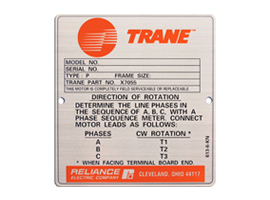 TRANE™
MODEL NO.
SERIAL NO.
TYPE: P FRAME SIZE:
TRANE PART NO. X7055
THIS MOTOR IS COMPLETELY FIELD SERVICEABLE OR REPLACEABLE
DIRECTION OF ROTATION
DETERMINE THE LINE PHASES IN
THE SEQUENCE OF A, B, C, WITH A
PHASE SEQUENCE METER. CONNECT
MOTOR LEADS AS FOLLOWS:
PHASES CW ROTATION *
A T1
B T2
C T3
* WHEN FACING TERMINAL BOARD END.
RELIANCE
ELECTRIC COMPANY
CLEVELAND, OHIO 44117